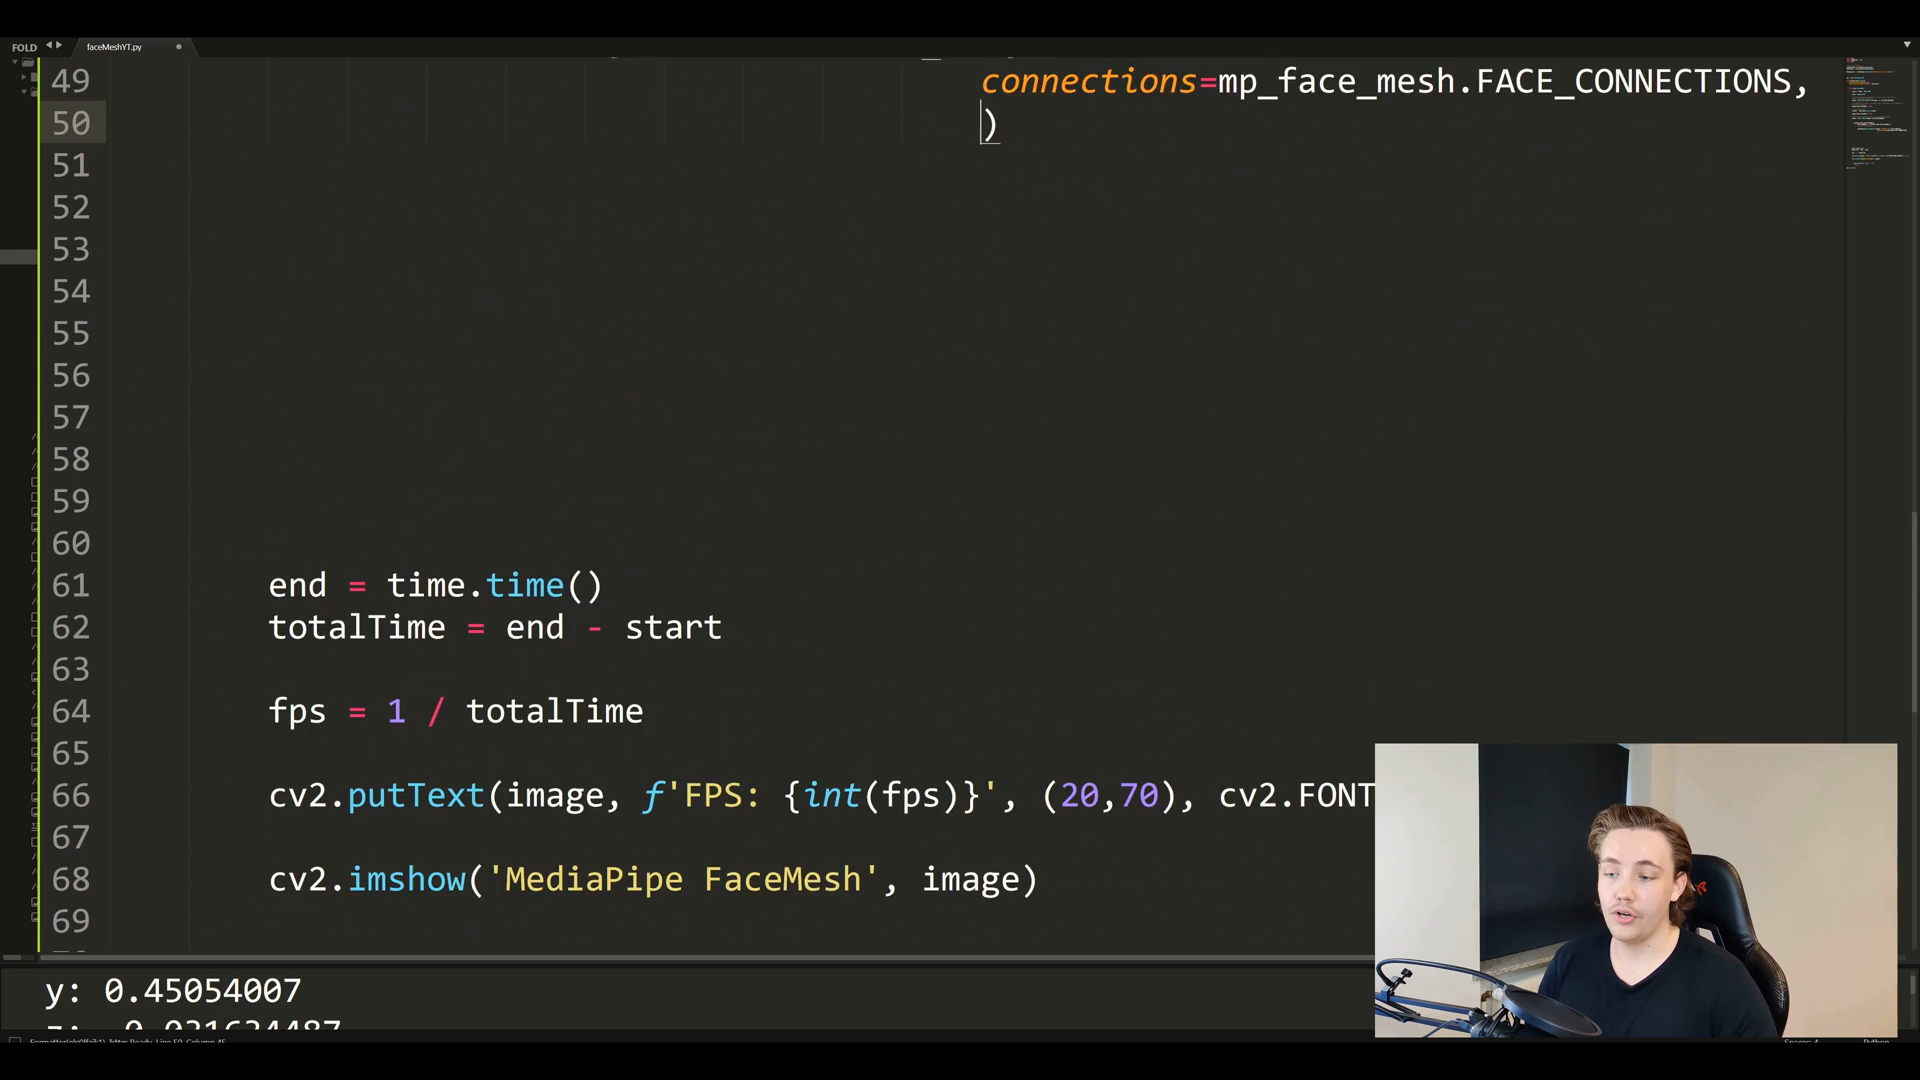 FOLD
faceMeshYT.py
49 connections=mp_face_mesh.FACE_CONNECTIONS,
50 )
51
52
53
54
55
56
57
58
59
60
61 end = time.time()
62 totalTime = end - start
63
64 fps = 1 / totalTime
65
66 cv2.putText(image, f'FPS: {int(fps)}', (20,70), cv2.FONT
67
68 cv2.imshow('MediaPipe FaceMesh', image)
69
y: 0.45054007